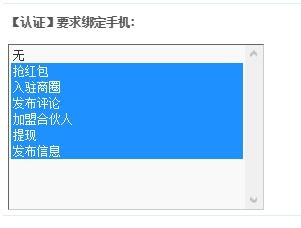 【认证】要求绑定手机:
无
抢红包
入驻商圈
发布评论
加盟合伙人
提现
发布信息